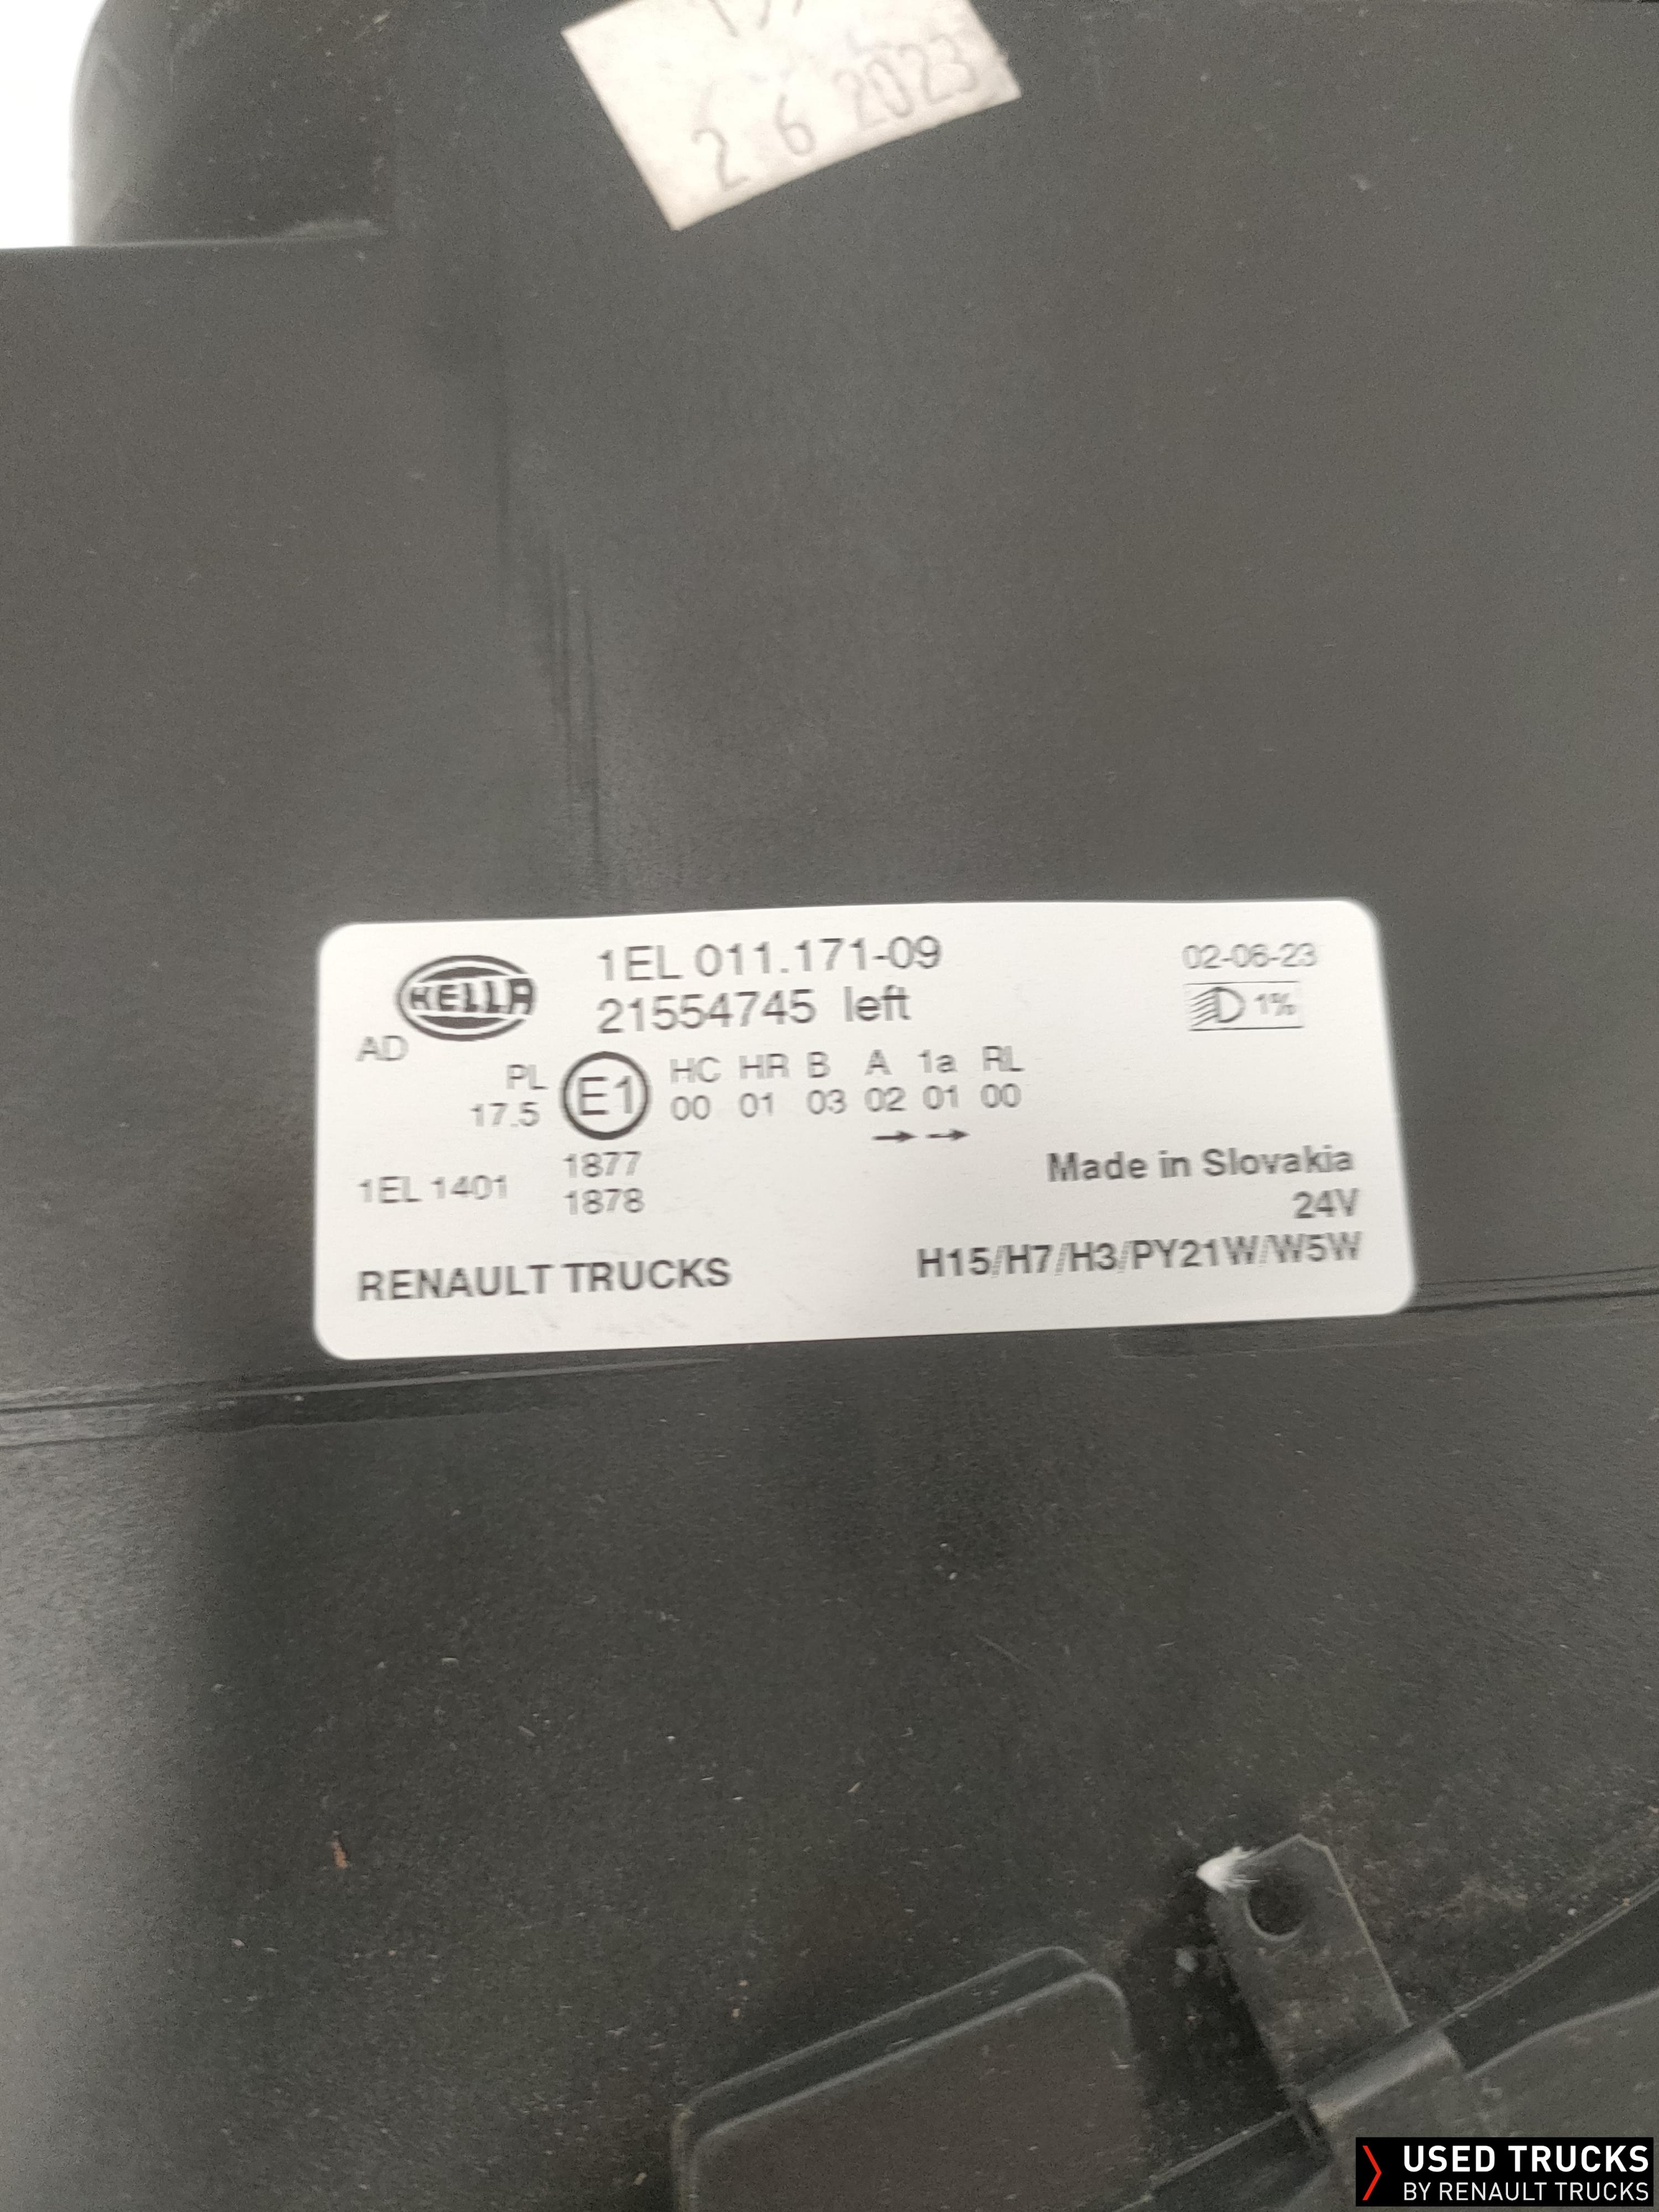 2 6 2023
HELLA
1EL 011.171-09
02-06-23
21554745 left
1%
AD
PL
E1
HC HR B A 1a RL
17.5
00 01 03 02 01 00
→ →
1EL 1401
1877
1878
Made in Slovakia
24V
RENAULT TRUCKS
H15/H7/H3/PY21W/W5W
USED TRUCKS
BY RENAULT TRUCKS